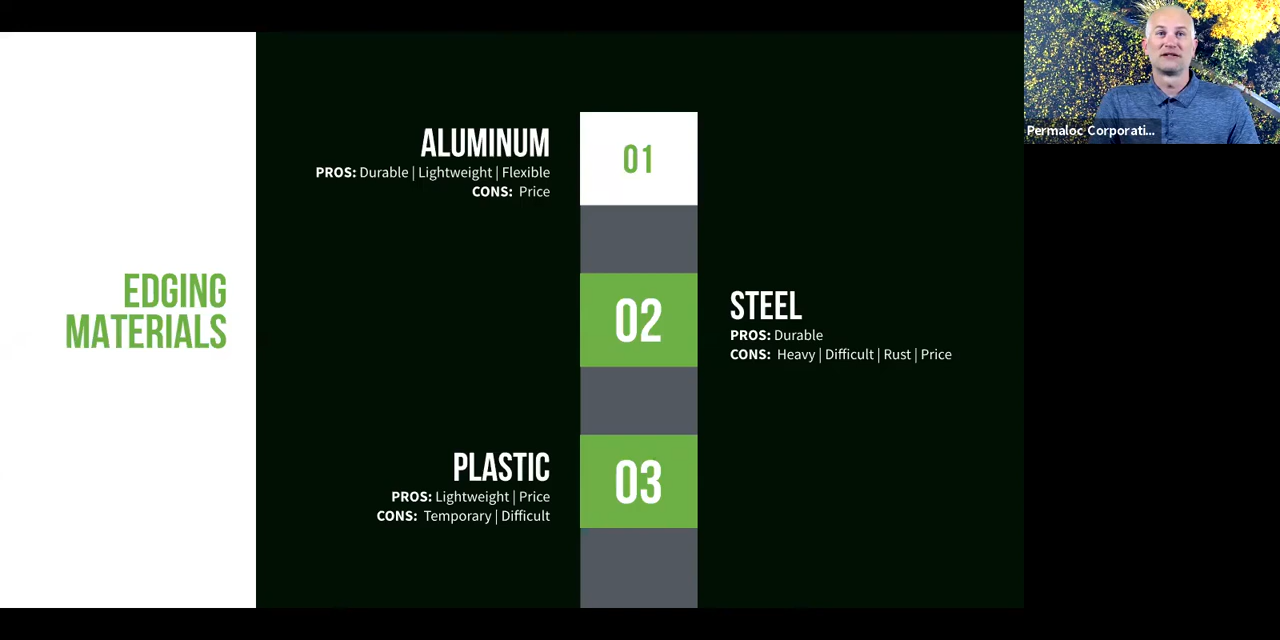 EDGING
MATERIALS
ALUMINUM
PROS: Durable | Lightweight | Flexible
CONS: Price
01
02
STEEL
PROS: Durable
CONS: Heavy | Difficult | Rust | Price
PLASTIC
PROS: Lightweight | Price
CONS: Temporary | Difficult
03
Permaloc Corporati...